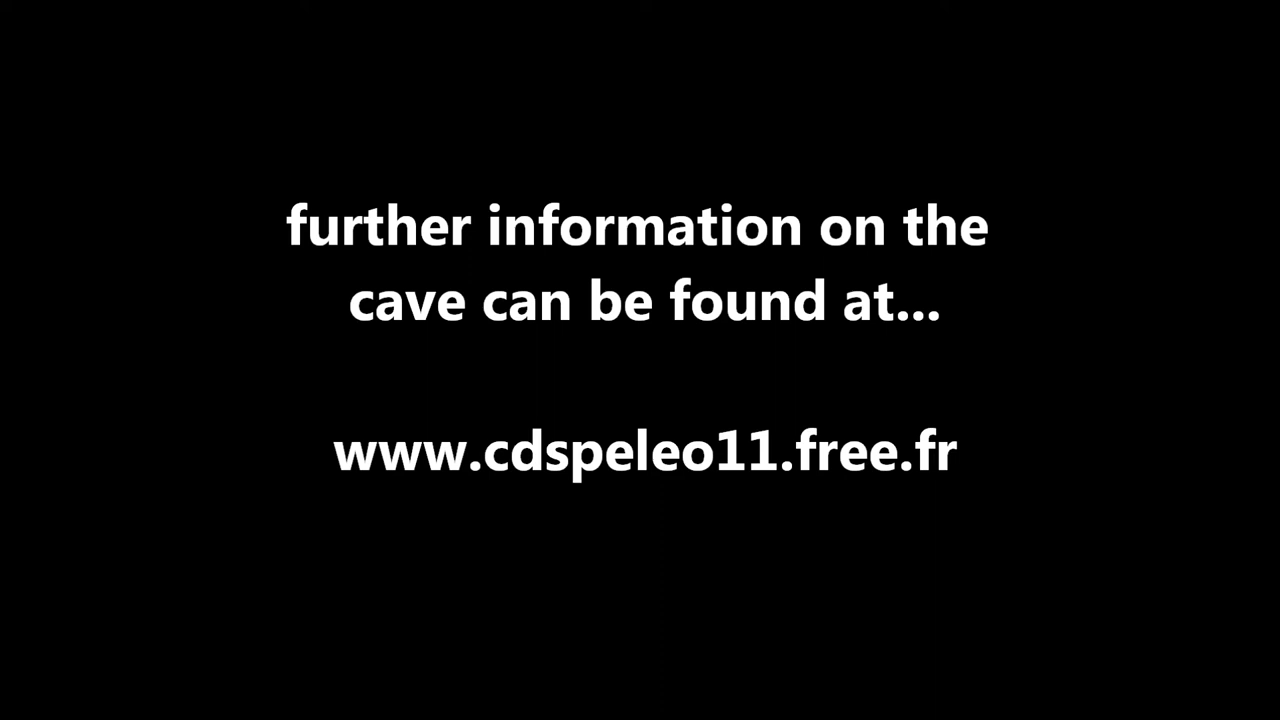 further information on the
cave can be found at...
www.cdspeleo11.free.fr